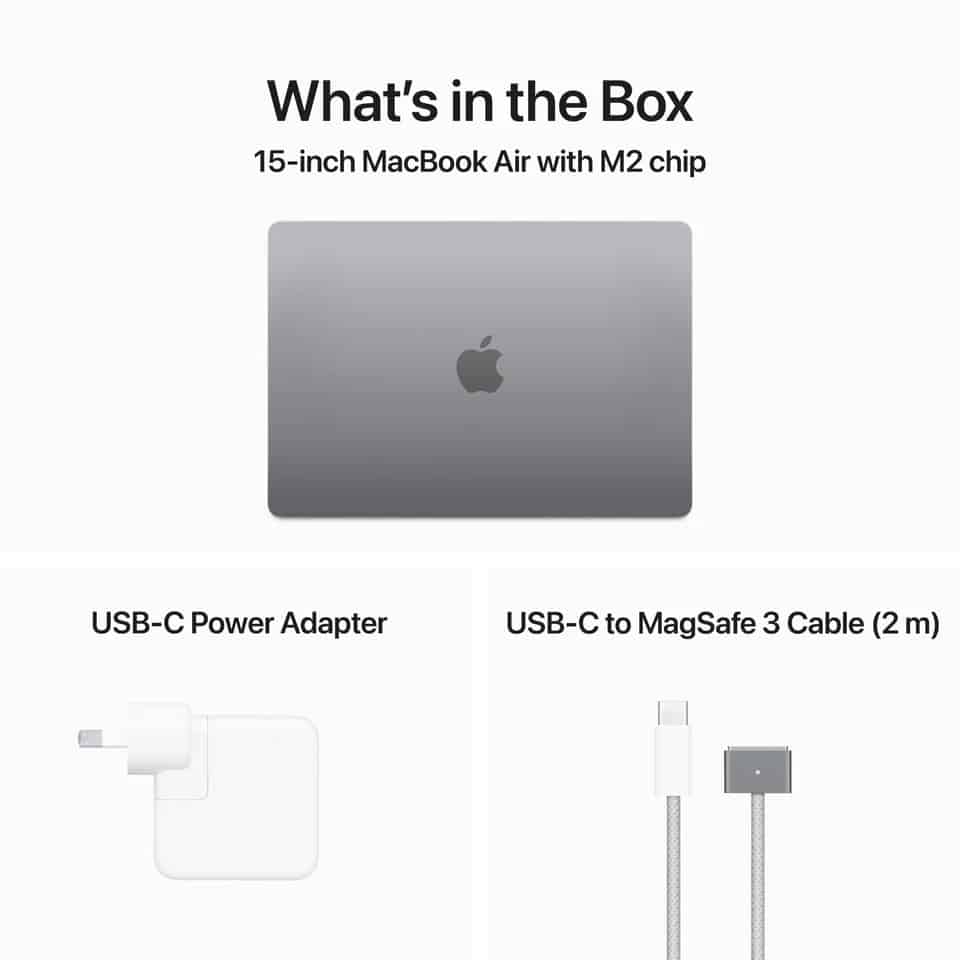 What’s in the Box
15-inch MacBook Air with M2 chip
USB-C Power Adapter
USB-C to MagSafe 3 Cable (2 m)